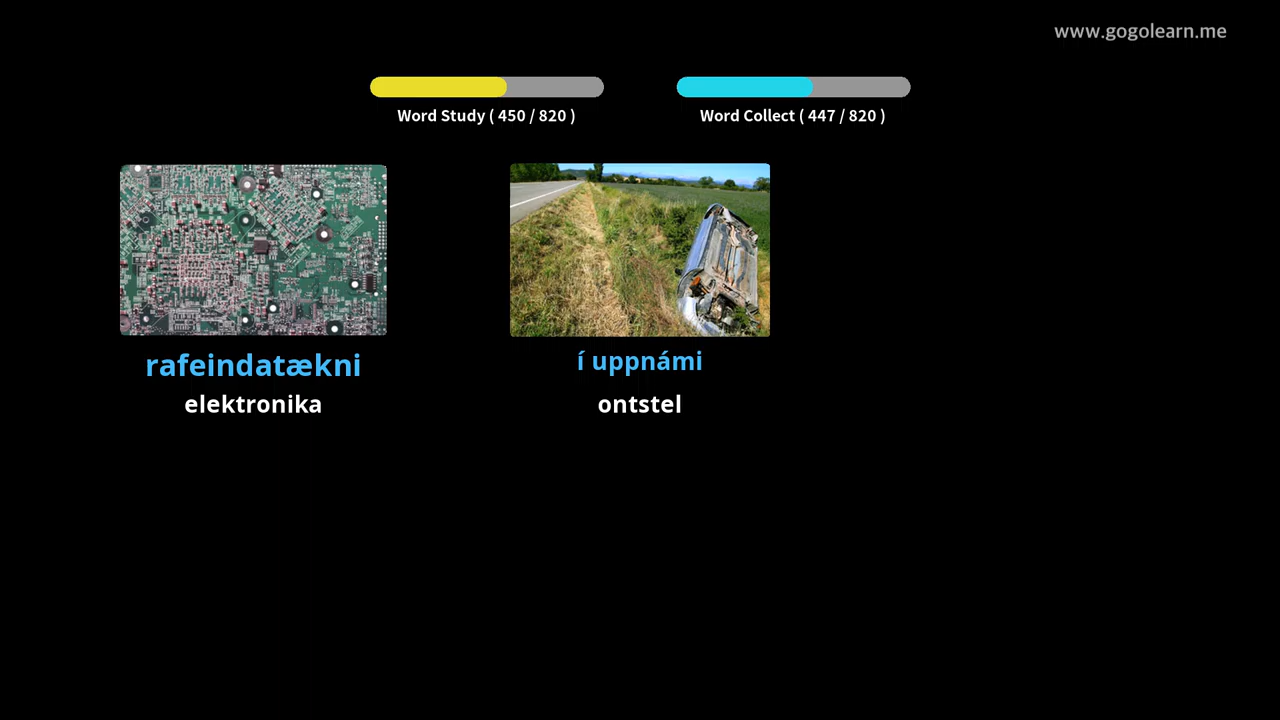 www.gogolearn.me
Word Study ( 450 / 820 )
Word Collect ( 447 / 820 )
rafeindatækni
elektronika
í uppnámi
ontstel